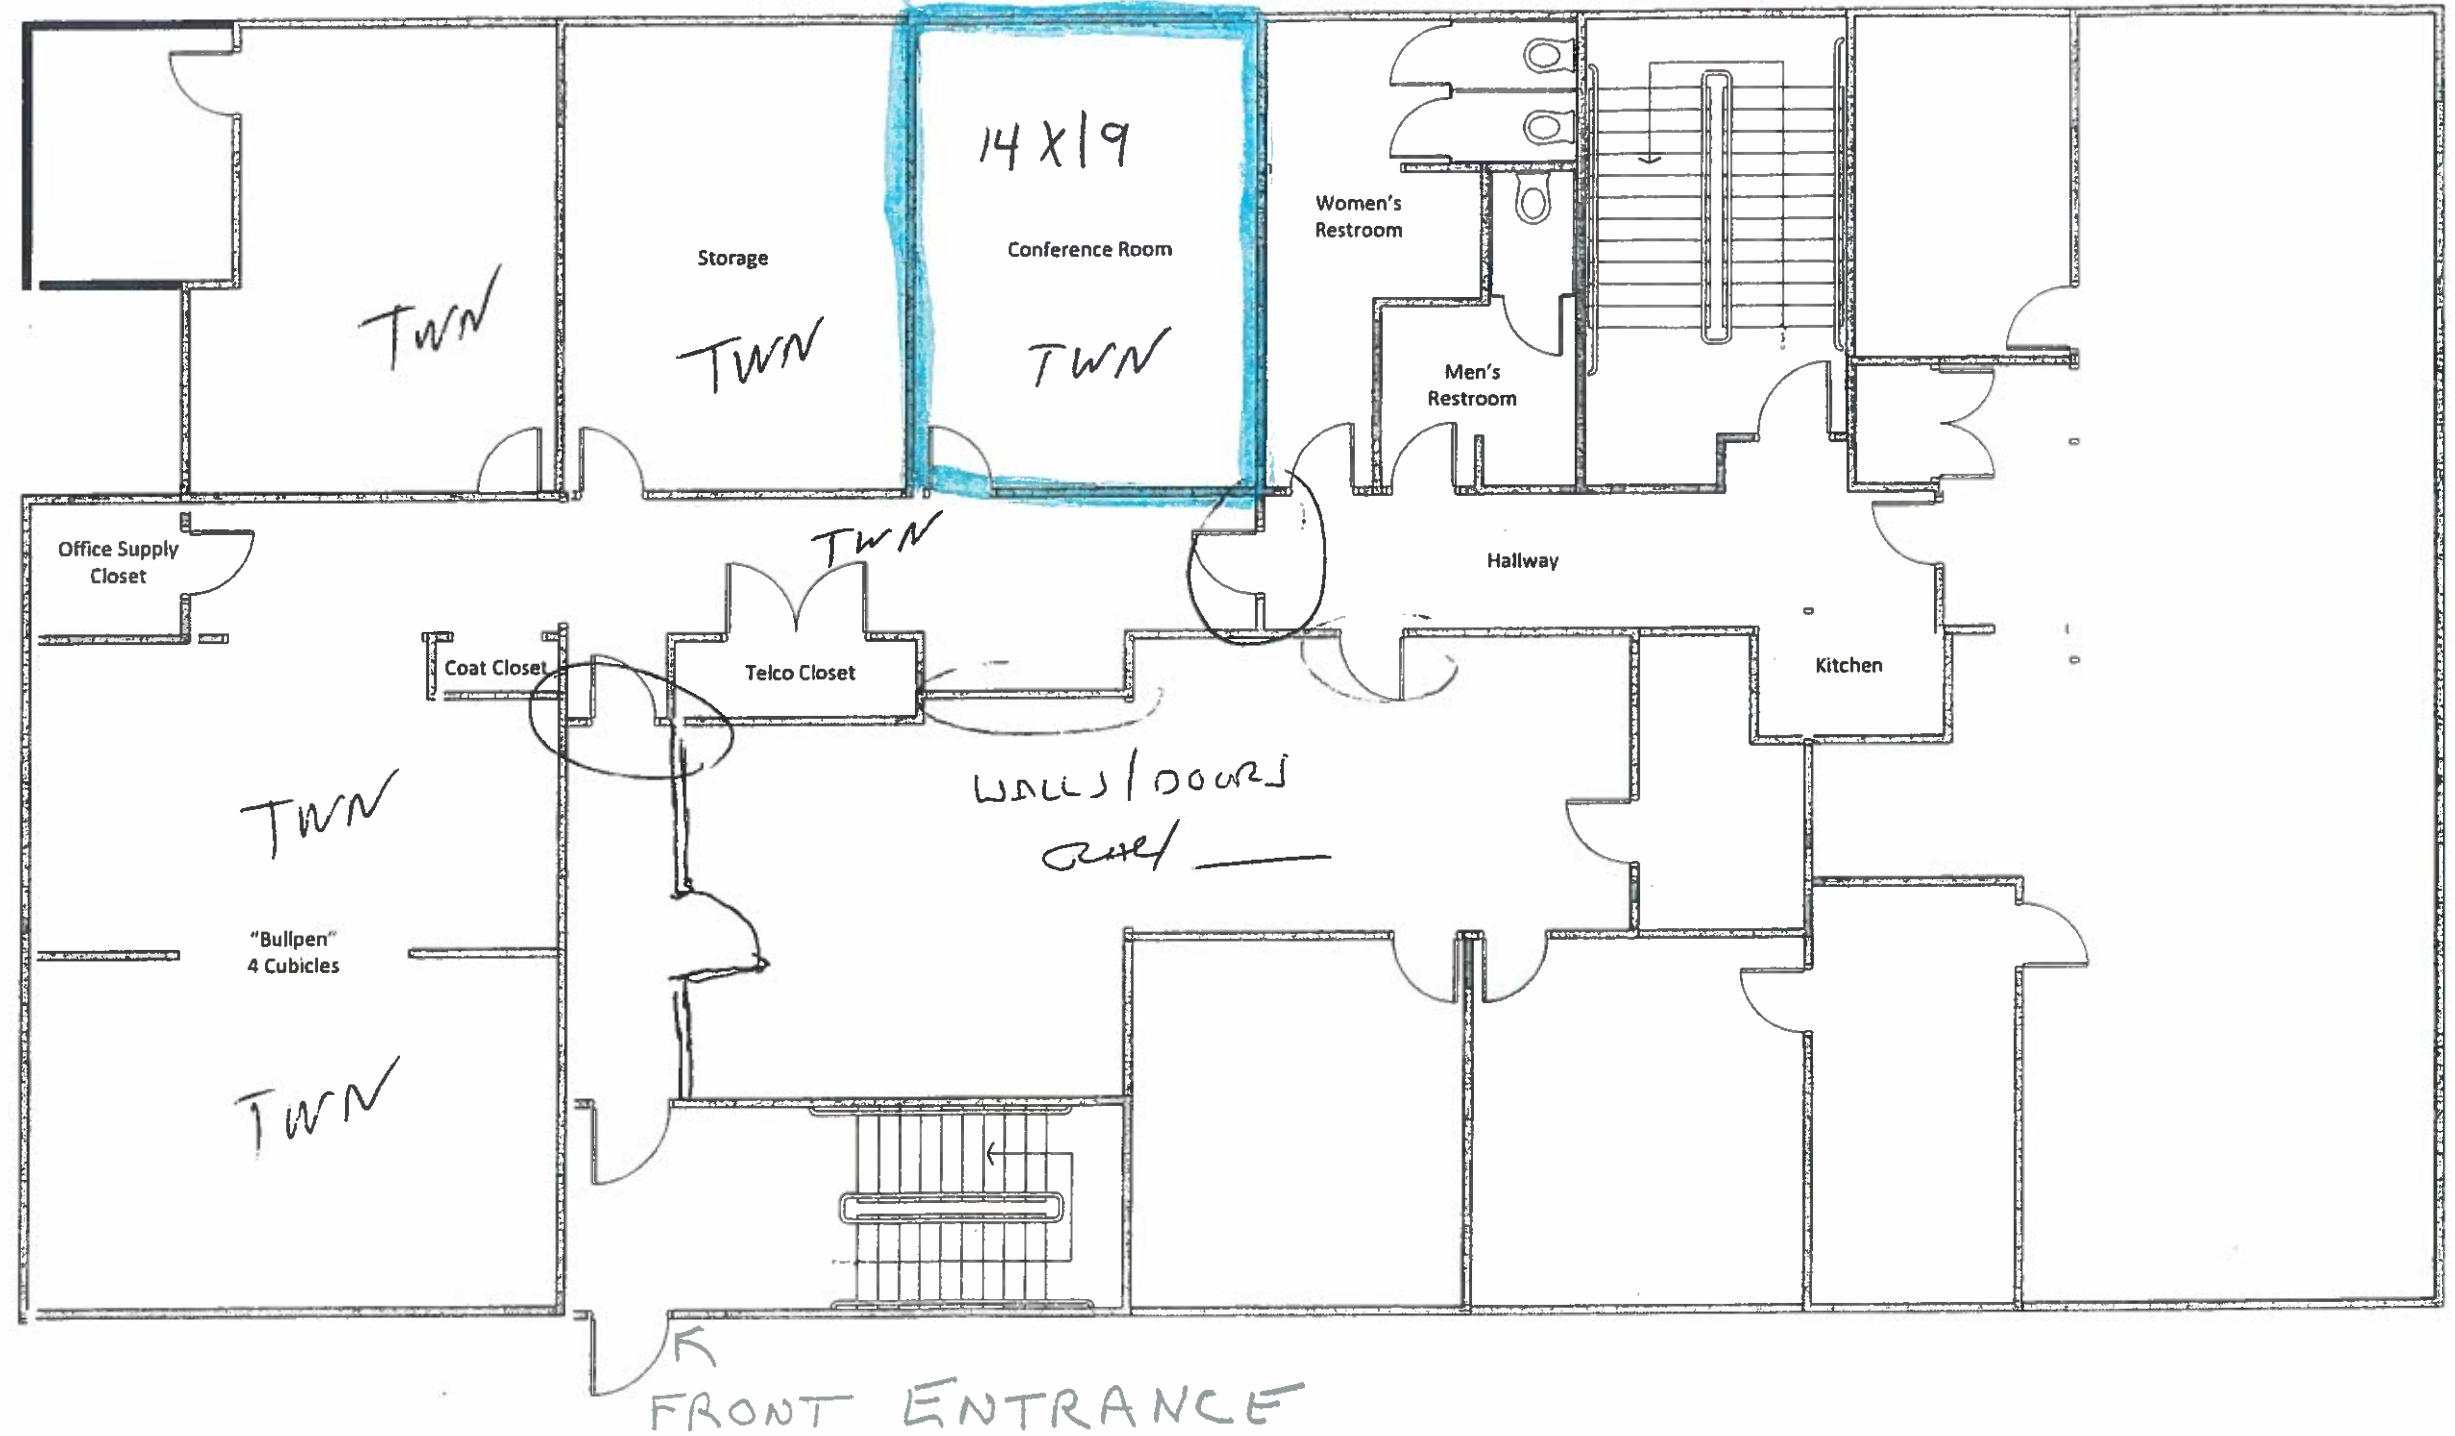 14 X 19
Women's
Restroom
Conference Room
Storage
TWN
TWN
TWN
Men's
Restroom
TWN
Office Supply
Closet
Hallway
Coat Closet
Telco Closet
Kitchen
WALLS/DOORS
TWN
"Bullpen"
4 Cubicles
TWN
FRONT ENTRANCE